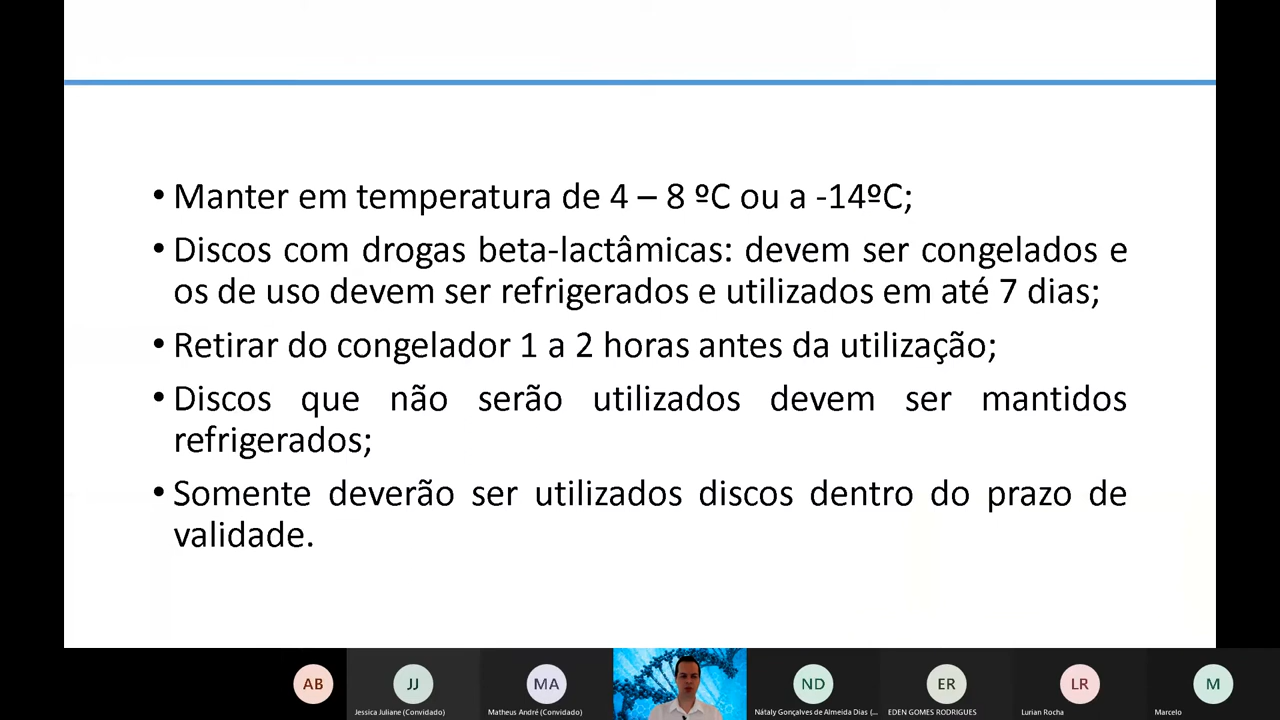 • Manter em temperatura de 4 – 8 ºC ou a -14ºC;
• Discos com drogas beta-lactâmicas: devem ser congelados e
os de uso devem ser refrigerados e utilizados em até 7 dias;
• Retirar do congelador 1 a 2 horas antes da utilização;
• Discos que não serão utilizados devem ser mantidos
refrigerados;
• Somente deverão ser utilizados discos dentro do prazo de
validade.
AB JJ MA ND ER LR M
Jessica Juliane (Convidado) Matheus André (Convidado) Nátaly Gonçalves de Almeida Dias (... EDEN GOMES RODRIGUES Lurian Rocha Marcelo